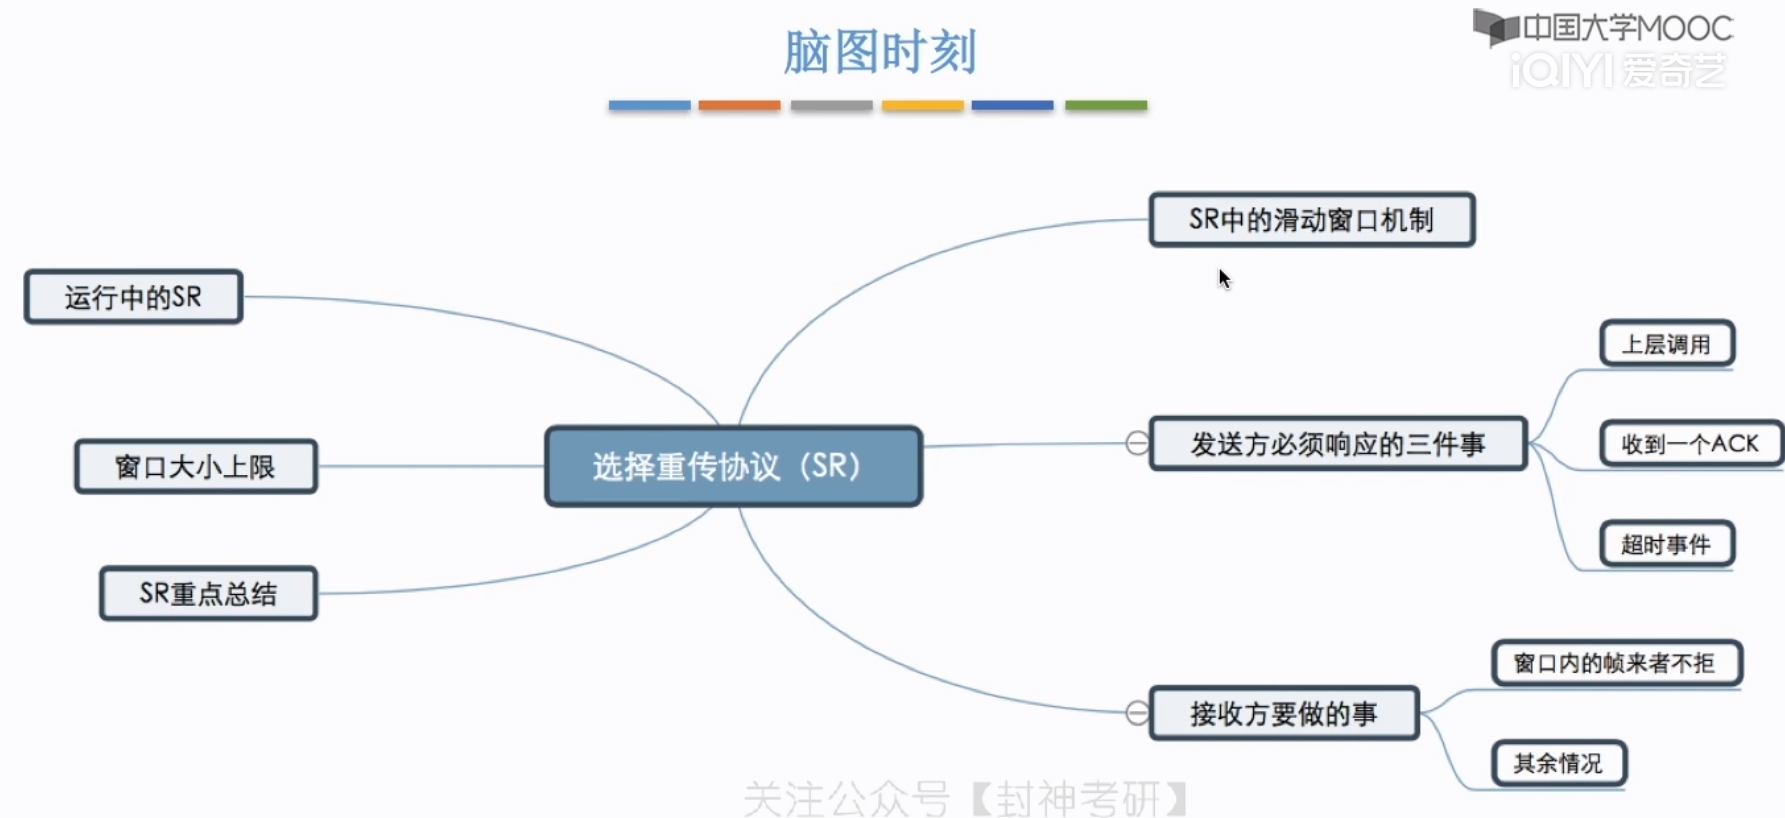 脑图时刻
中国大学MOOC
iQIYI 爱奇艺
SR中的滑动窗口机制
运行中的SR
上层调用
发送方必须响应的三件事
收到一个ACK
窗口大小上限
选择重传协议（SR）
超时事件
SR重点总结
窗口内的帧来者不拒
接收方要做的事
其余情况
关注公众号【封神考研】